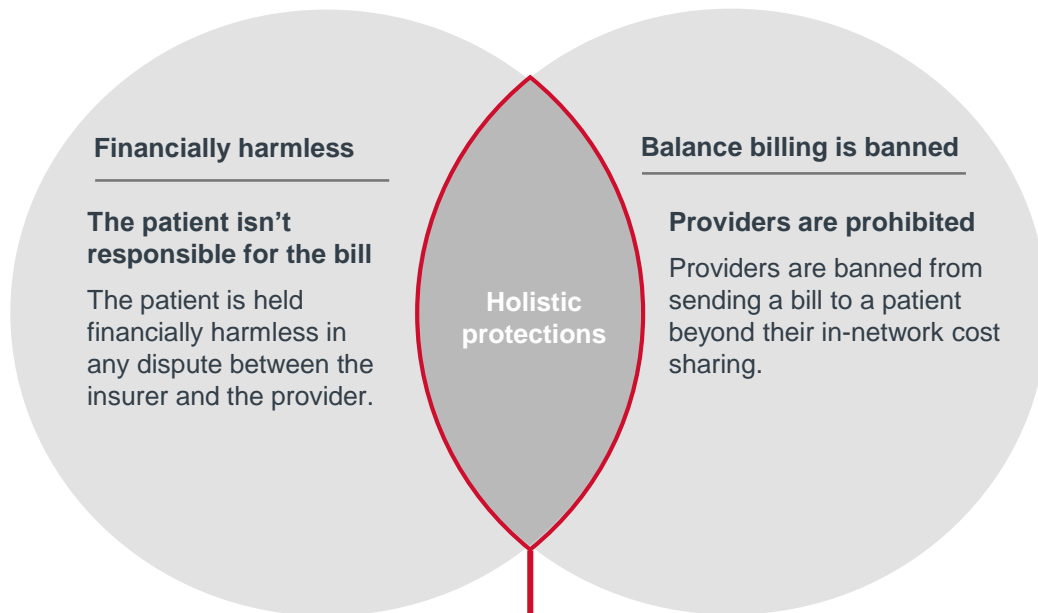 Financially harmless
The patient isn’t
responsible for the bill
The patient is held
financially harmless in
any dispute between the
insurer and the provider.
Holistic
protections
Balance billing is banned
Providers are prohibited
Providers are banned from
sending a bill to a patient
beyond their in-network cost
sharing.